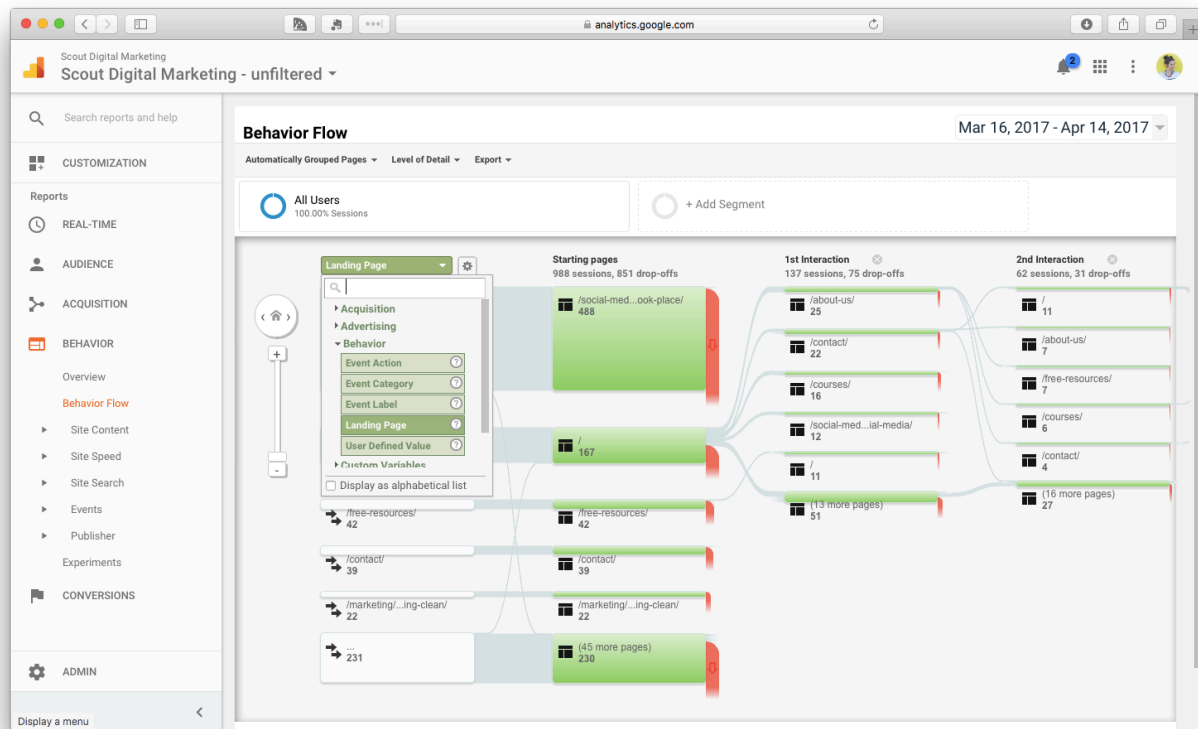 analytics.google.com
Scout Digital Marketing
Scout Digital Marketing - unfiltered
2
Search reports and help
CUSTOMIZATION
Reports
REAL-TIME
AUDIENCE
ACQUISITION
BEHAVIOR
Overview
Behavior Flow
Site Content
Site Speed
Site Search
Events
Publisher
Experiments
CONVERSIONS
ADMIN
Display a menu
Behavior Flow
Mar 16, 2017 - Apr 14, 2017
Automatically Grouped Pages
Level of Detail
Export
All Users
100.00% Sessions
+ Add Segment
Landing Page
Acquisition
Advertising
Behavior
Event Action ?
Event Category ?
Event Label ?
Landing Page ?
User Defined Value ?
Custom Variables
Display as alphabetical list
/free-resources/
42
/contact/
39
/marketing/...ing-clean/
22
...
231
Starting pages
988 sessions, 851 drop-offs
/social-med...ook-place/
488
/
167
/free-resources/
42
/contact/
39
/marketing/...ing-clean/
22
(45 more pages)
230
1st Interaction
137 sessions, 75 drop-offs
/about-us/
25
/contact/
22
/courses/
16
/social-med...ial-media/
12
/
11
(13 more pages)
51
2nd Interaction
62 sessions, 31 drop-offs
/
11
/about-us/
7
/free-resources/
7
/courses/
6
/contact/
4
(16 more pages)
27